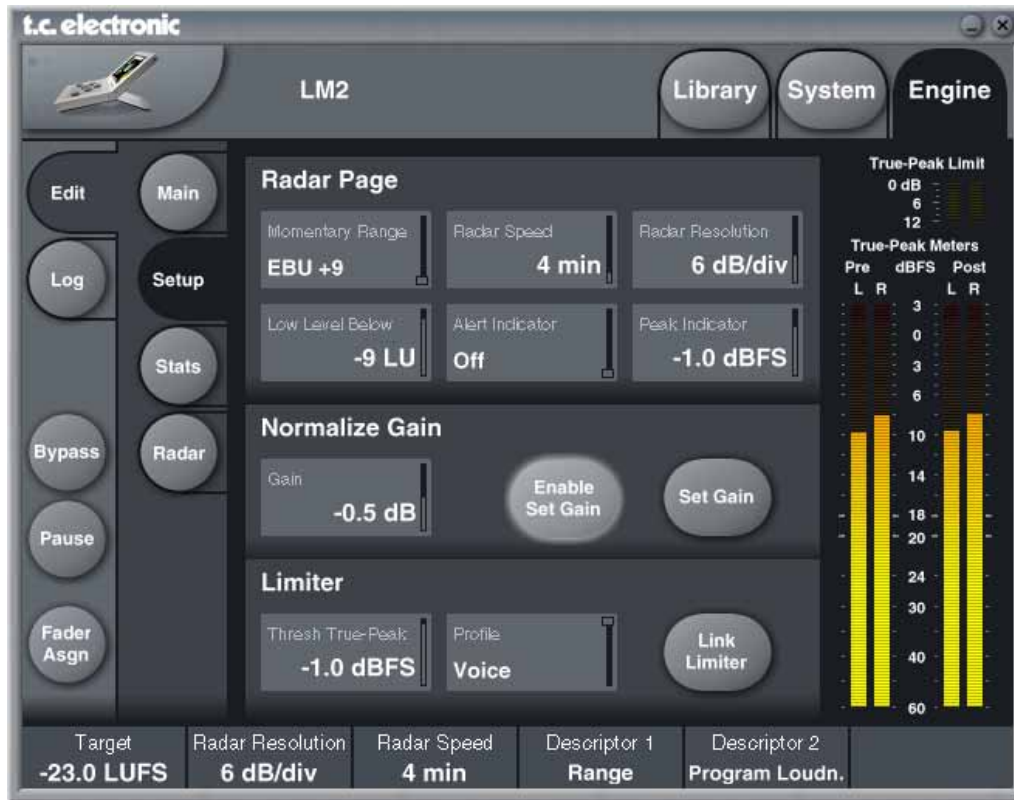 t.c. electronic
LM2
Library
System
Engine
Edit
Log
Bypass
Pause
Fader
Asgn
Main
Setup
Stats
Radar
Radar Page
Momentary Range
EBU +9
Radar Speed
4 min
Radar Resolution
6 dB/div
Low Level Below
-9 LU
Alert Indicator
Off
Peak Indicator
-1.0 dBFS
Normalize Gain
Gain
-0.5 dB
Enable
Set Gain
Set Gain
Limiter
Thresh True-Peak
-1.0 dBFS
Profile
Voice
Link
Limiter
True-Peak Limit
0 dB
6
12
True-Peak Meters
Pre dBFS Post
L R L R
3
0
3
6
10
14
18
20
24
30
40
60
Target
-23.0 LUFS
Radar Resolution
6 dB/div
Radar Speed
4 min
Descriptor 1
Range
Descriptor 2
Program Loudn.